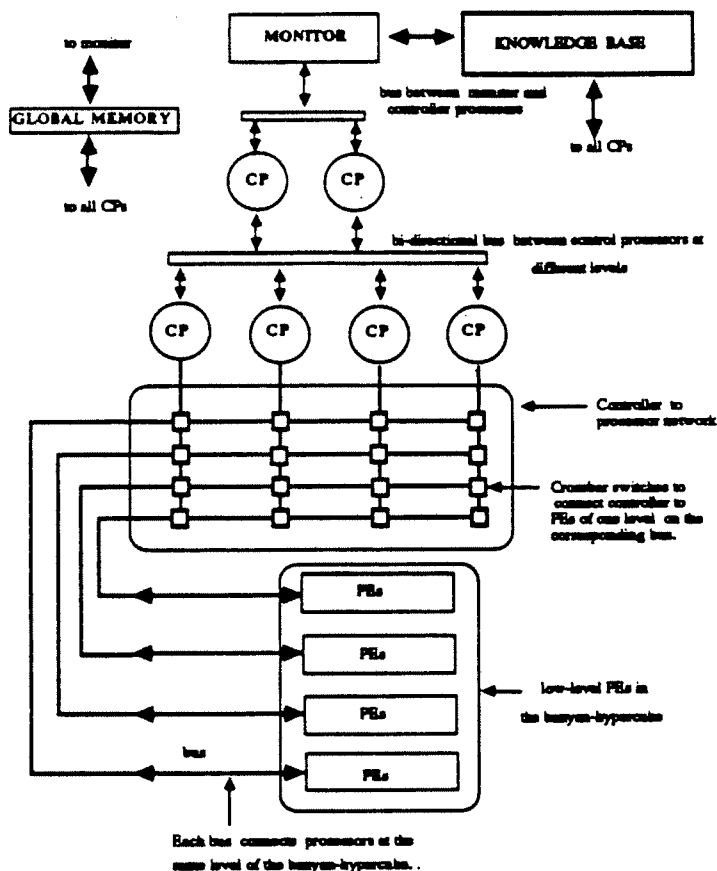 to monitor
MONITOR
KNOWLEDGE BASE
GLOBAL MEMORY
bus between monitor and
controller processors
to all CPs
to all CPs
CP
CP
bi-directional bus between control processors at
different levels
CP
CP
CP
CP
Controller to
processor network
Crossbar switches to
connect controller to
PEs of one level on the
corresponding bus.
PEs
PEs
low-level PEs in
the banyan-hypercube
PEs
bus
PEs
Each bus connects processors at the
same level of the banyan-hypercube. .